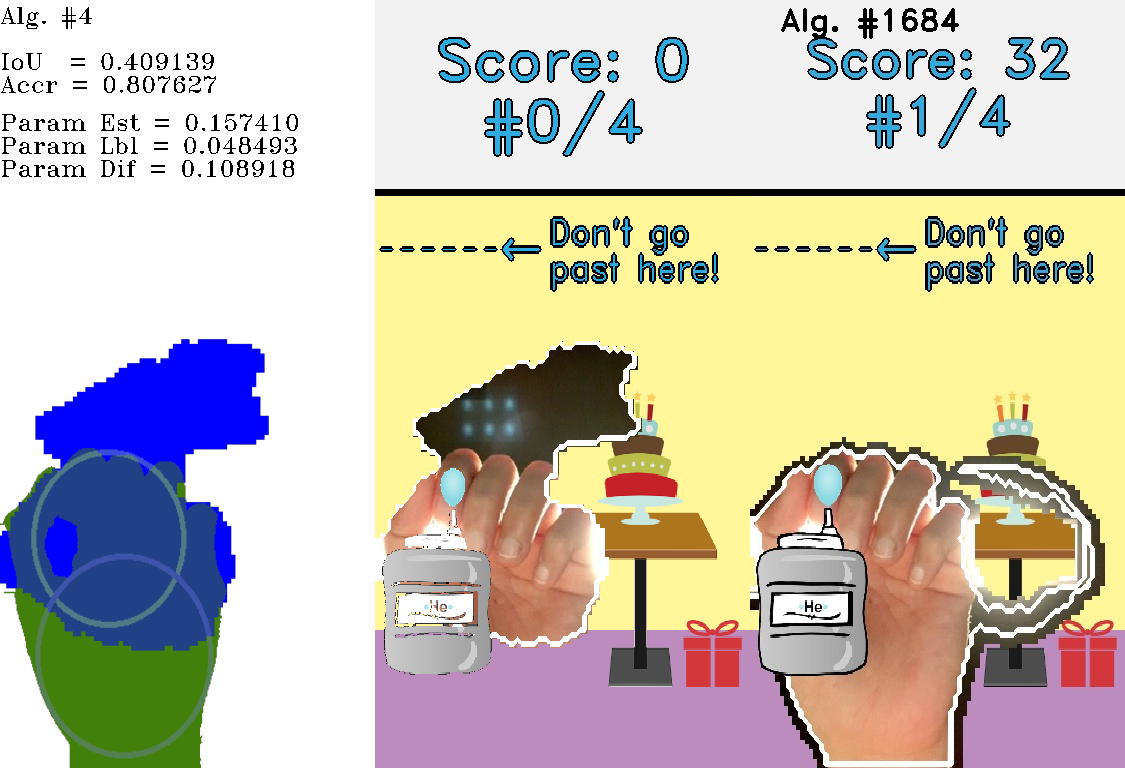 Alg. #4
IoU = 0.409139
Accr = 0.807627
Param Est = 0.157410
Param Lbl = 0.048493
Param Dif = 0.108918
Score: 0
#0/4
Don't go
past here!
He
Alg. #1684
Score: 32
#1/4
Don't go
past here!
He